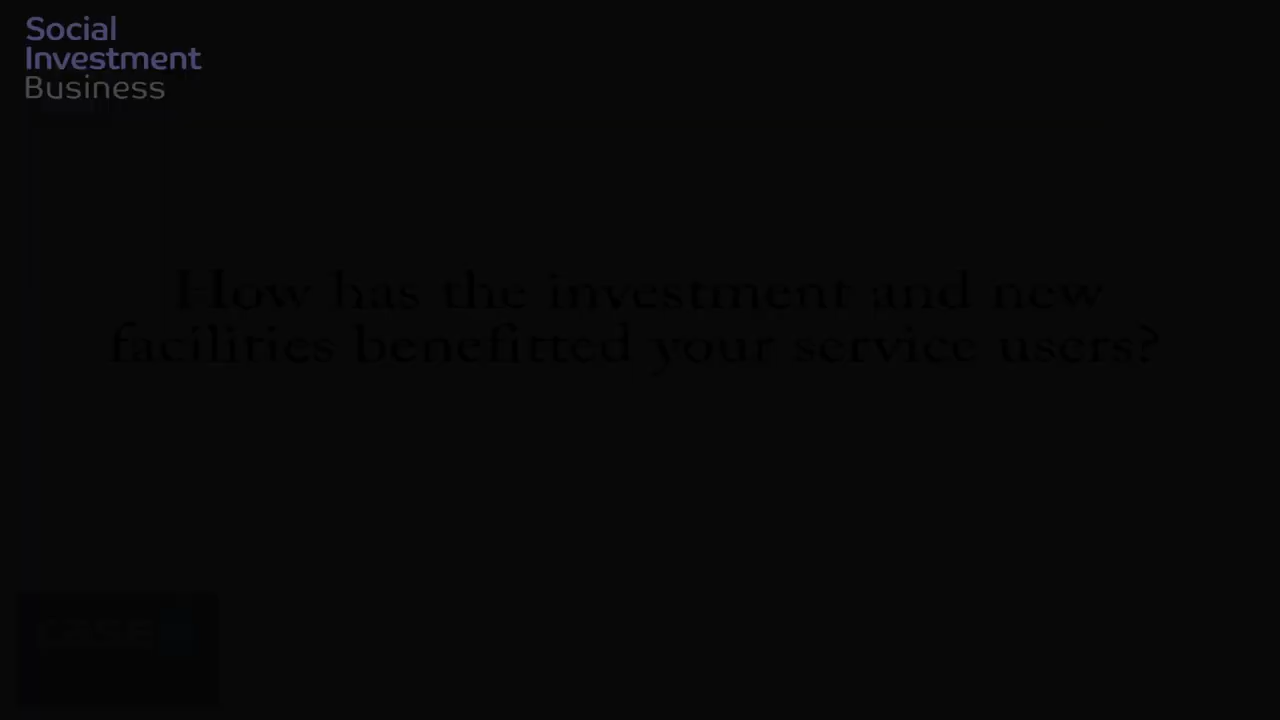 Social
Investment
Business
How has the investment and new
facilities benefitted your service users?